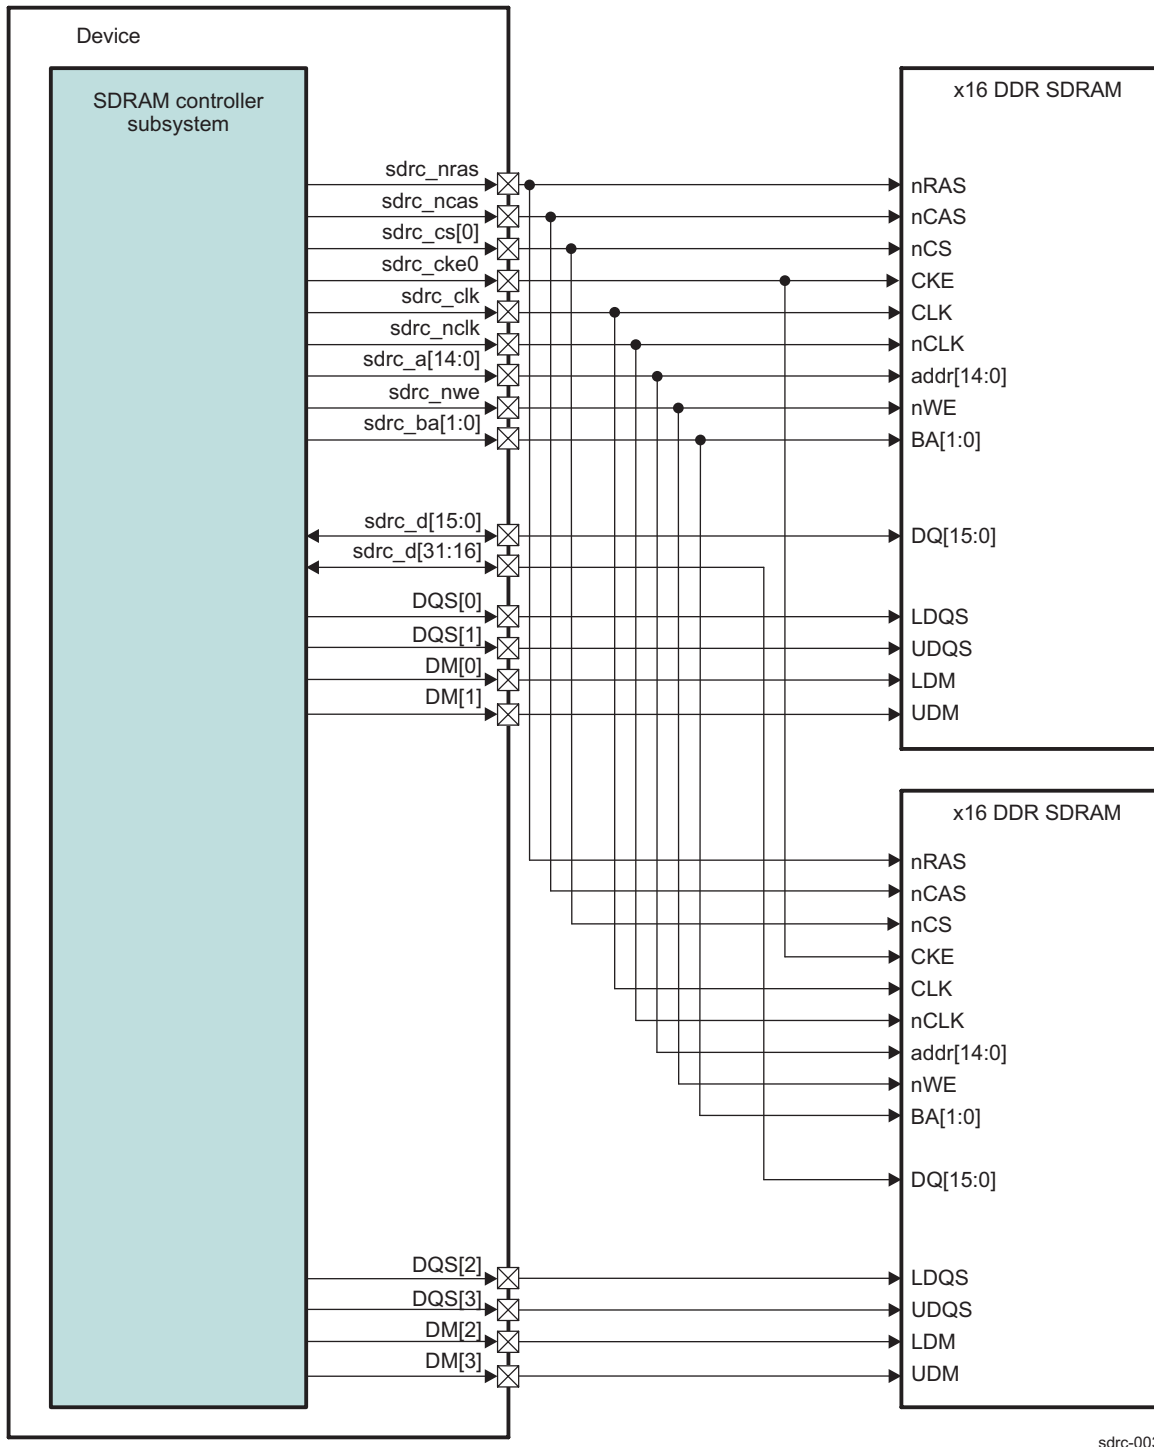 Device
SDRAM controller
subsystem
x16 DDR SDRAM
sdrc_nras
nRAS
sdrc_ncas
nCAS
sdrc_cs[0]
nCS
sdrc_cke0
CKE
sdrc_clk
CLK
sdrc_nclk
nCLK
sdrc_a[14:0]
addr[14:0]
sdrc_nwe
nWE
sdrc_ba[1:0]
BA[1:0]
sdrc_d[15:0]
DQ[15:0]
sdrc_d[31:16]
DQS[0]
LDQS
DQS[1]
UDQS
DM[0]
LDM
DM[1]
UDM
x16 DDR SDRAM
nRAS
nCAS
nCS
CKE
CLK
nCLK
addr[14:0]
nWE
BA[1:0]
DQ[15:0]
DQS[2]
LDQS
DQS[3]
UDQS
DM[2]
LDM
DM[3]
UDM